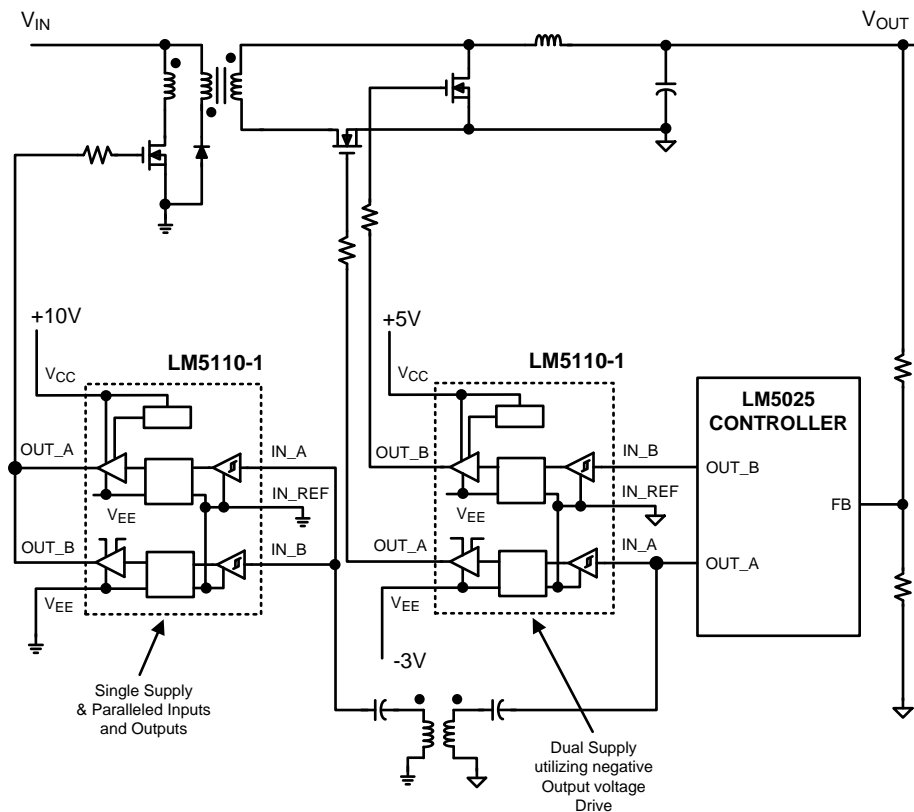 VIN
VOUT
+10V
LM5110-1
VCC
OUT_A
IN_A
IN_REF
VEE
OUT_B
IN_B
VEE
Single Supply
& Paralleled Inputs
and Outputs
+5V
LM5110-1
VCC
OUT_B
IN_B
IN_REF
VEE
OUT_A
IN_A
VEE
-3V
Dual Supply
utilizing negative
Output voltage
Drive
LM5025
CONTROLLER
OUT_B
FB
OUT_A